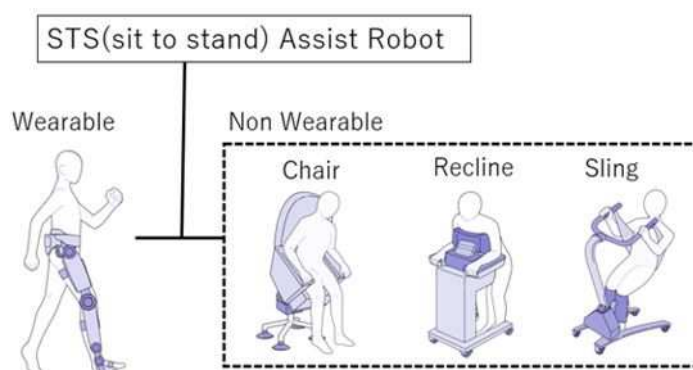 STS(sit to stand) Assist Robot
Wearable
Non Wearable
Chair
Recline
Sling